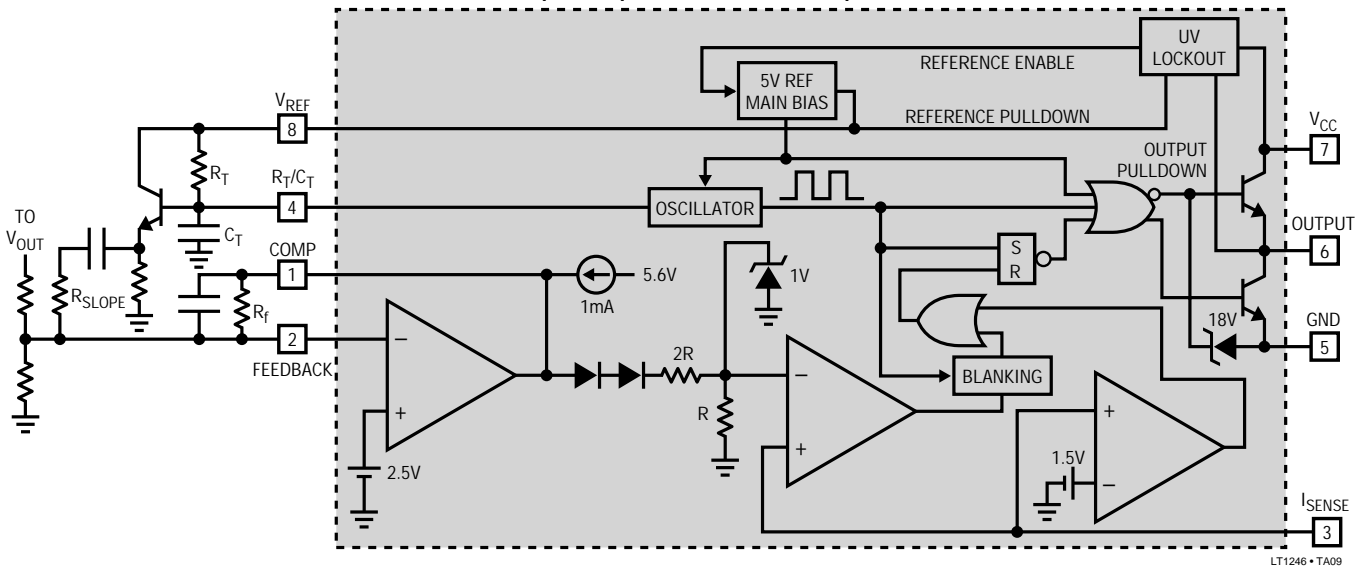 UV
LOCKOUT
REFERENCE ENABLE
5V REF
MAIN BIAS
V_REF
8
REFERENCE PULLDOWN
V_CC
7
OUTPUT
PULLDOWN
R_T
R_T/C_T
4
OSCILLATOR
TO
V_OUT
C_T
COMP
1
5.6V
1mA
1V
S
R
OUTPUT
6
R_SLOPE
R_f
18V
GND
5
2
FEEDBACK
–
+
2.5V
2R
R
–
+
BLANKING
+
–
1.5V
I_SENSE
3
LT1246 • TA09